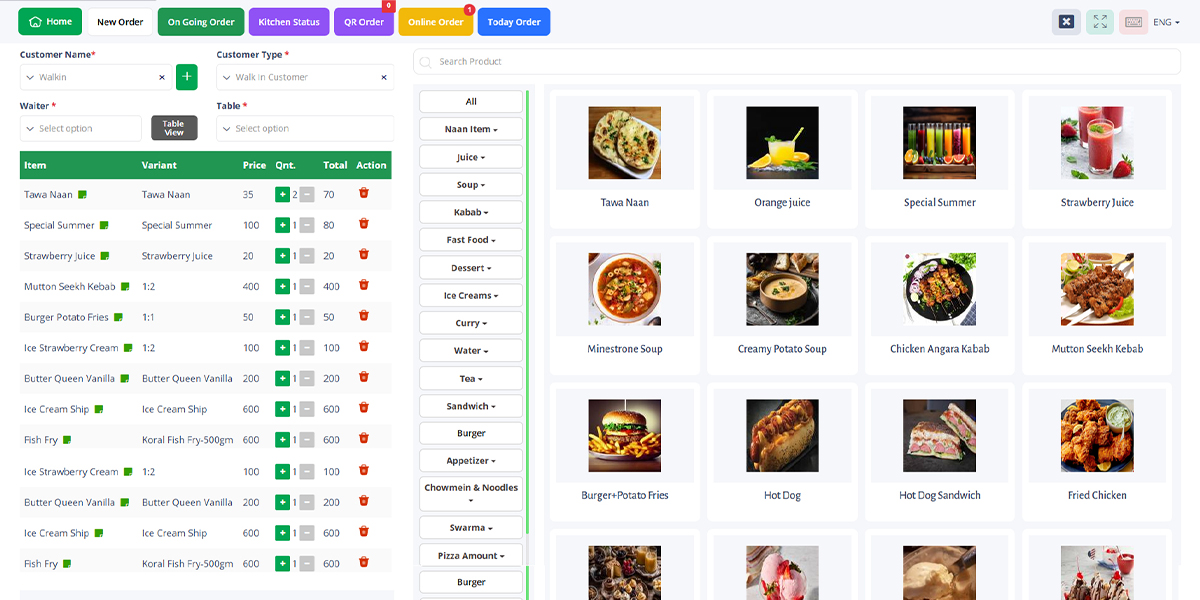 Home
New Order
On Going Order
Kitchen Status
QR Order
0
Online Order
1
Today Order
ENG
Customer Name*
Customer Type *
Walkin
×
+
Walk In Customer
×
Waiter *
Table *
Select option
Table View
Select option
Item Variant Price Qnt. Total Action
Tawa Naan Tawa Naan 35 + 2 − 70
Special Summer Special Summer 100 + 1 − 80
Strawberry Juice Strawberry Juice 20 + 1 − 20
Mutton Seekh Kebab 1:2 400 + 1 − 400
Burger Potato Fries 1:1 50 + 1 − 50
Ice Strawberry Cream 1:2 100 + 1 − 100
Butter Queen Vanilla Butter Queen Vanilla 200 + 1 − 200
Ice Cream Ship Ice Cream Ship 600 + 1 − 600
Fish Fry Koral Fish Fry-500gm 600 + 1 − 600
Ice Strawberry Cream 1:2 100 + 1 − 100
Butter Queen Vanilla Butter Queen Vanilla 200 + 1 − 200
Ice Cream Ship Ice Cream Ship 600 + 1 − 600
Fish Fry Koral Fish Fry-500gm 600 + 1 − 600
Search Product
All
Naan Item
Juice
Soup
Kabab
Fast Food
Dessert
Ice Creams
Curry
Water
Tea
Sandwich
Burger
Appetizer
Chowmein & Noodles
Swarma
Pizza Amount
Burger
Tawa Naan
Orange juice
Special Summer
Strawberry Juice
Minestrone Soup
Creamy Potato Soup
Chicken Angara Kabab
Mutton Seekh Kebab
Burger+Potato Fries
Hot Dog
Hot Dog Sandwich
Fried Chicken